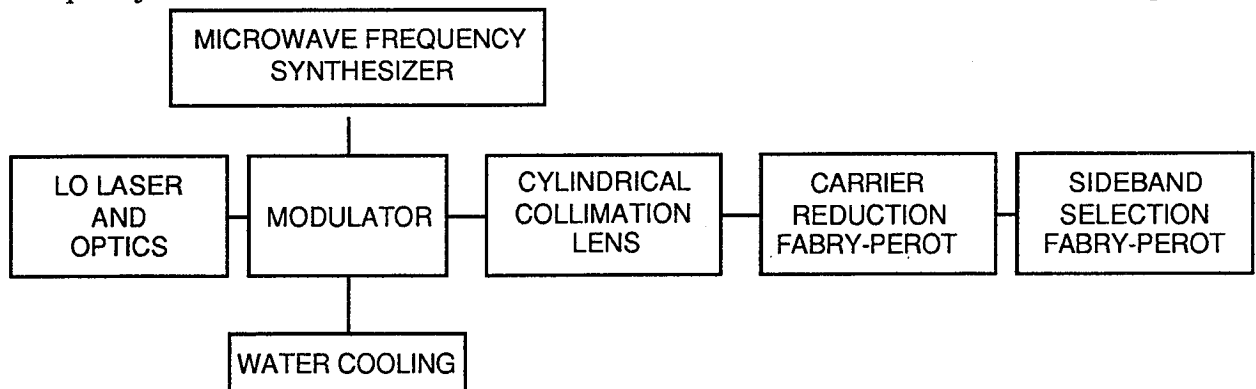 MICROWAVE FREQUENCY
SYNTHESIZER
LO LASER
AND
OPTICS
MODULATOR
CYLINDRICAL
COLLIMATION
LENS
CARRIER
REDUCTION
FABRY-PEROT
SIDEBAND
SELECTION
FABRY-PEROT
WATER COOLING